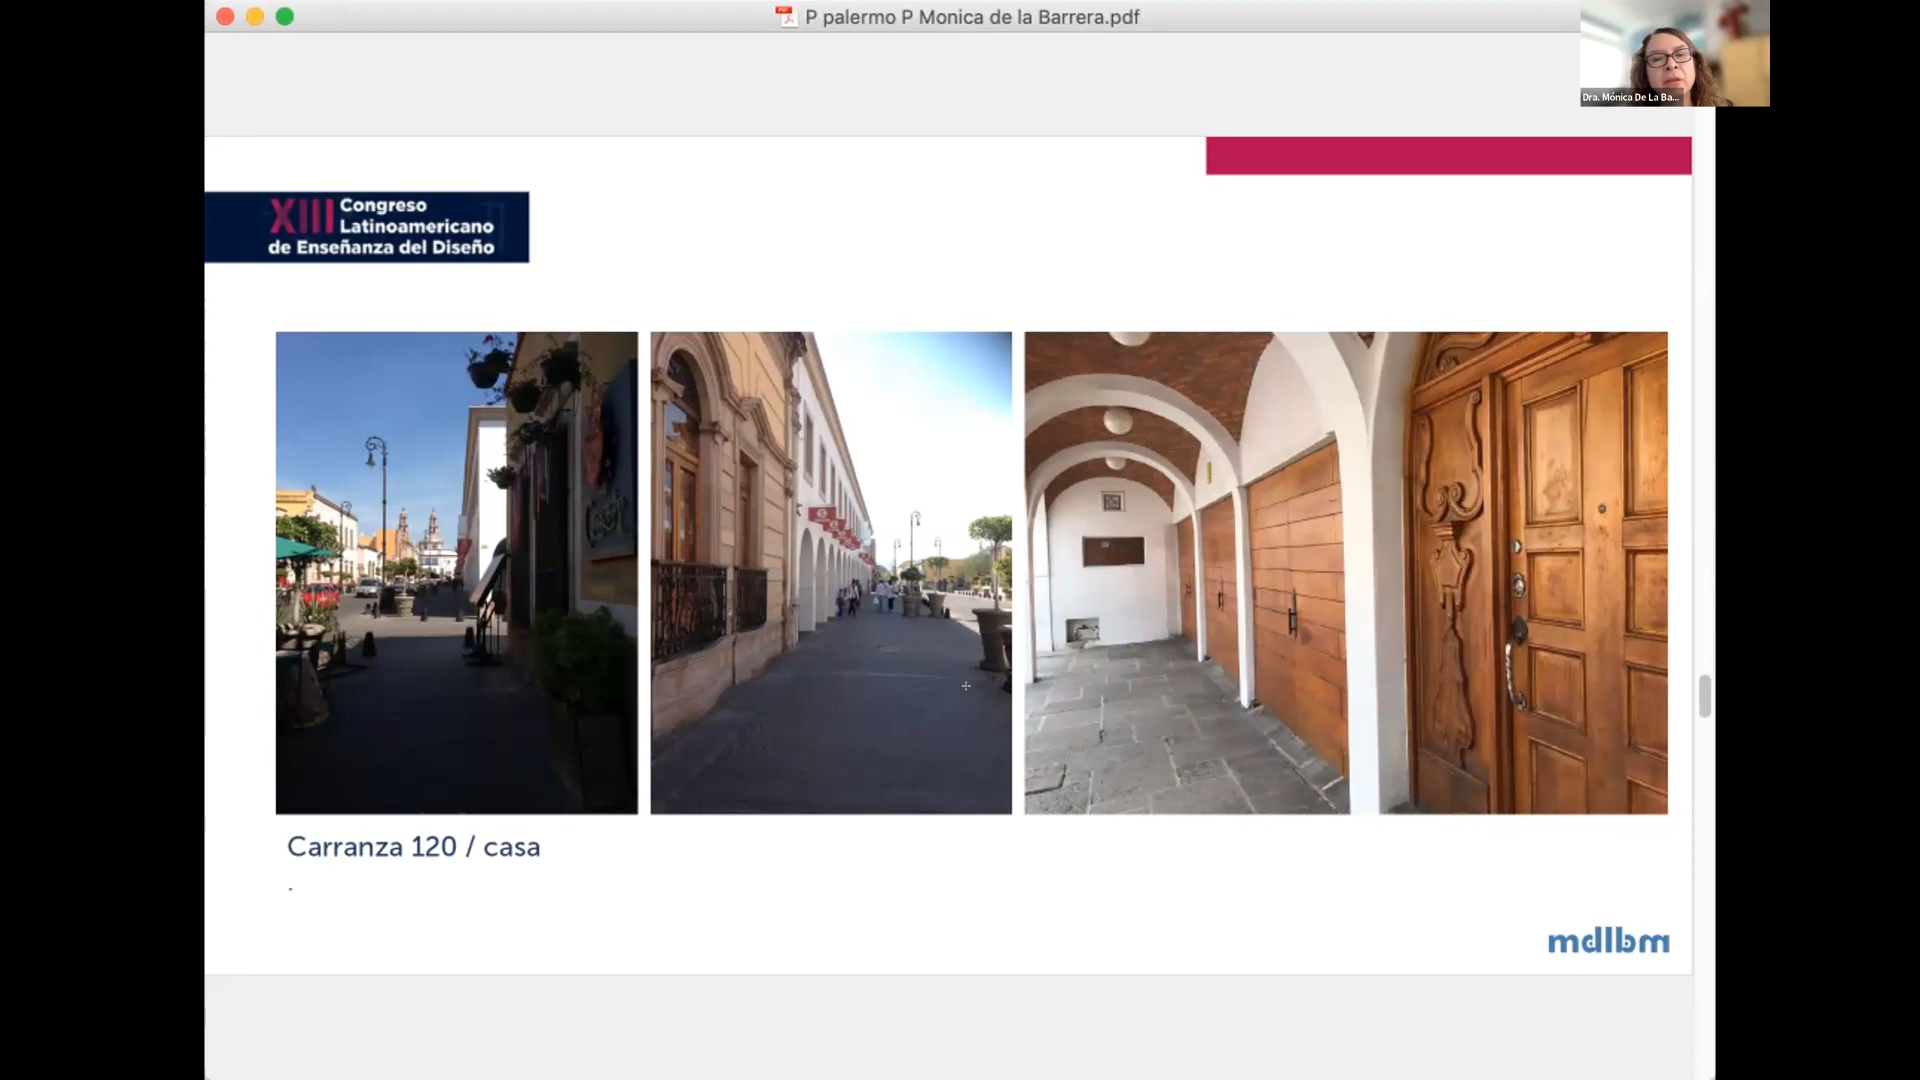 P palermo P Monica de la Barrera.pdf
Dra. Mónica De La Ba...
XIII Congreso
Latinoamericano
de Enseñanza del Diseño
Carranza 120 / casa
.
mdlbm